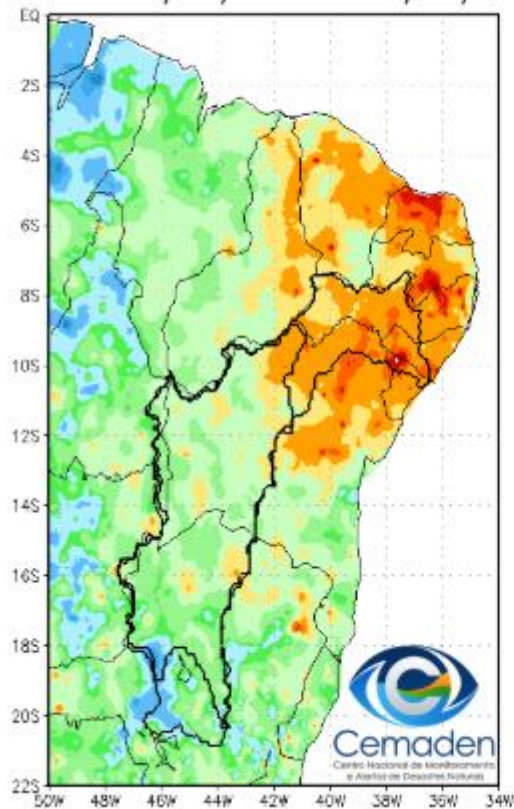 EQ
2S
4S
6S
8S
10S
12S
14S
16S
18S
20S
22S
50W 48W 46W 44W 42W 40W 38W 36W 34W
Cemaden
Centro Nacional de Monitoramento
e Alertas de Desastres Naturais